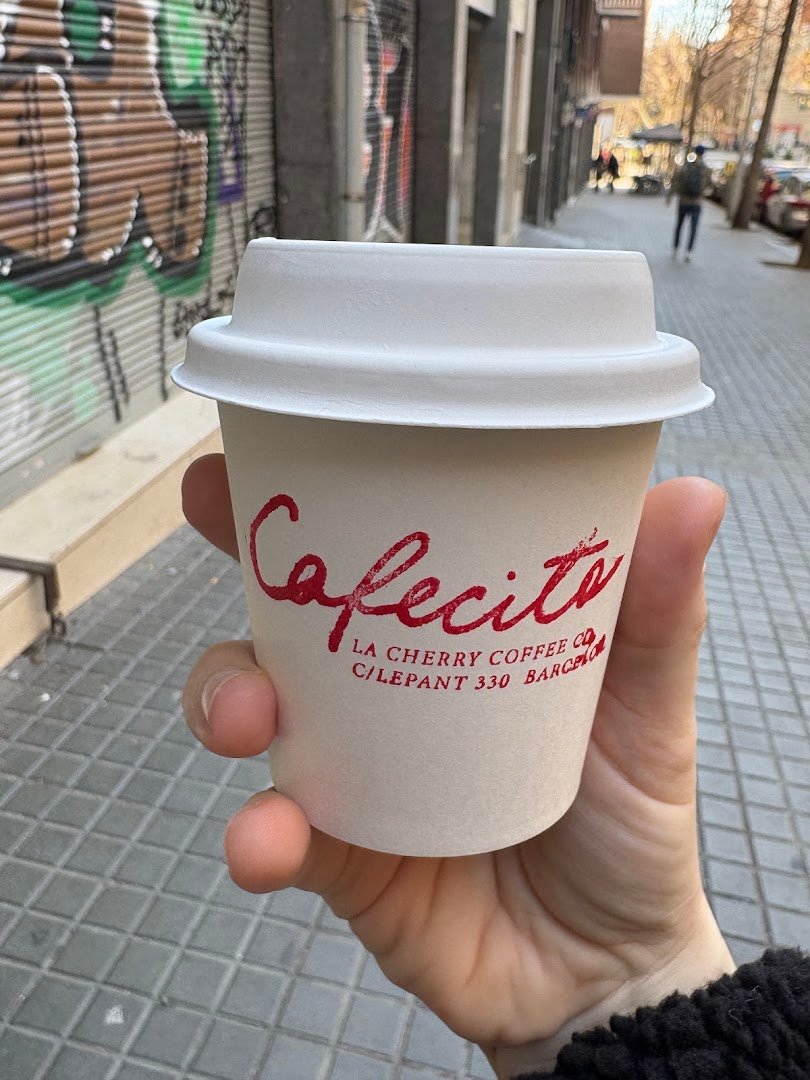 Cafecito
LA CHERRY COFFEE CO
C/LEPANT 330 BARCELONA